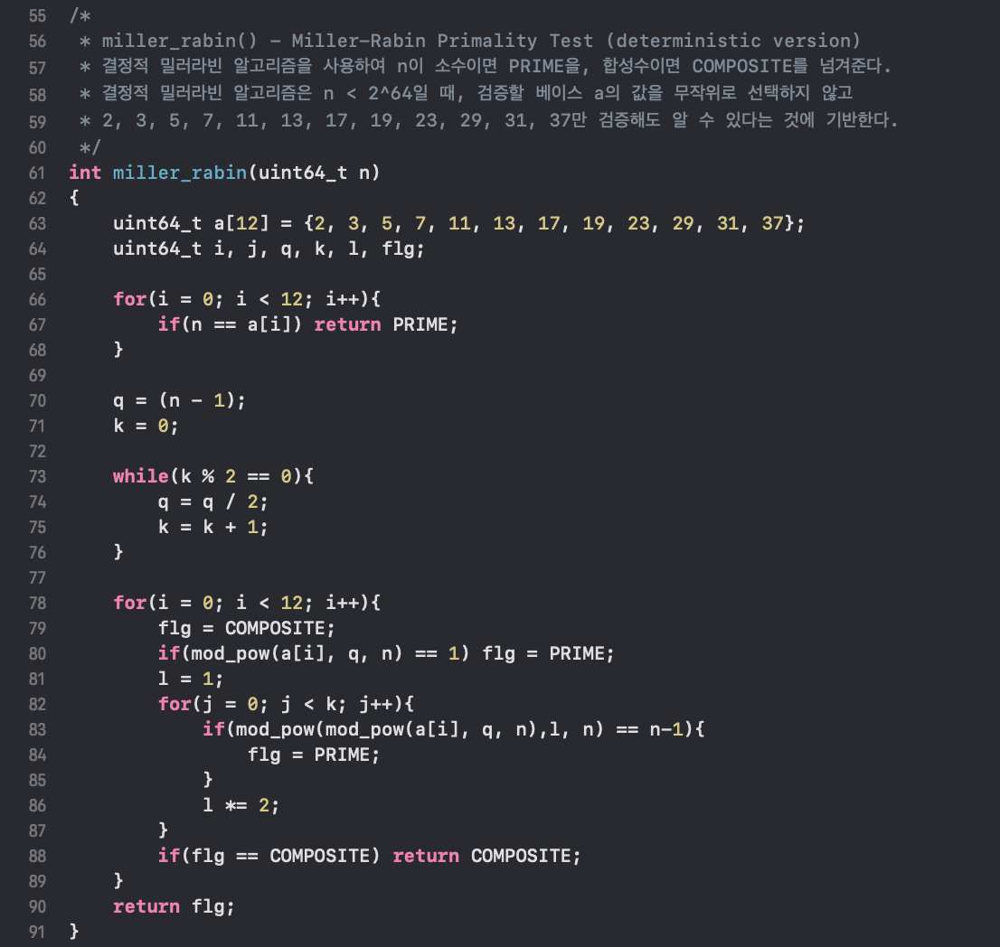 55 /*
56  * miller_rabin() - Miller-Rabin Primality Test (deterministic version)
57  * 결정적 밀러라빈 알고리즘을 사용하여 n이 소수이면 PRIME을, 합성수이면 COMPOSITE를 넘겨준다.
58  * 결정적 밀러라빈 알고리즘은 n < 2^64일 때, 검증할 베이스 a의 값을 무작위로 선택하지 않고
59  * 2, 3, 5, 7, 11, 13, 17, 19, 23, 29, 31, 37만 검증해도 알 수 있다는 것에 기반한다.
60  */
61 int miller_rabin(uint64_t n)
62 {
63     uint64_t a[12] = {2, 3, 5, 7, 11, 13, 17, 19, 23, 29, 31, 37};
64     uint64_t i, j, q, k, l, flg;
65
66     for(i = 0; i < 12; i++){
67         if(n == a[i]) return PRIME;
68     }
69
70     q = (n - 1);
71     k = 0;
72
73     while(k % 2 == 0){
74         q = q / 2;
75         k = k + 1;
76     }
77
78     for(i = 0; i < 12; i++){
79         flg = COMPOSITE;
80         if(mod_pow(a[i], q, n) == 1) flg = PRIME;
81         l = 1;
82         for(j = 0; j < k; j++){
83             if(mod_pow(mod_pow(a[i], q, n),l, n) == n-1){
84                 flg = PRIME;
85             }
86             l *= 2;
87         }
88         if(flg == COMPOSITE) return COMPOSITE;
89     }
90     return flg;
91 }